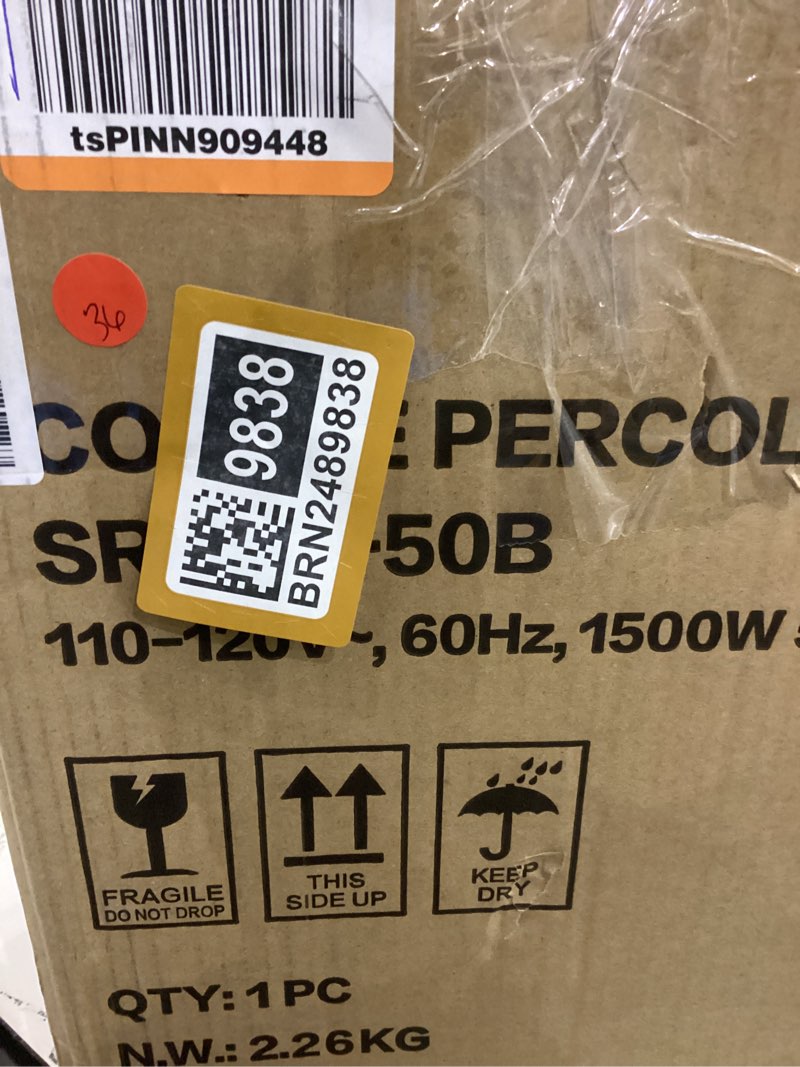 tsPINN909448
36
9838
BRN2489838
CO E PERCOL
SR -50B
110-120V~, 60Hz, 1500W
FRAGILE
DO NOT DROP
THIS
SIDE UP
KEEP
DRY
QTY: 1 PC
N.W.: 2.26KG